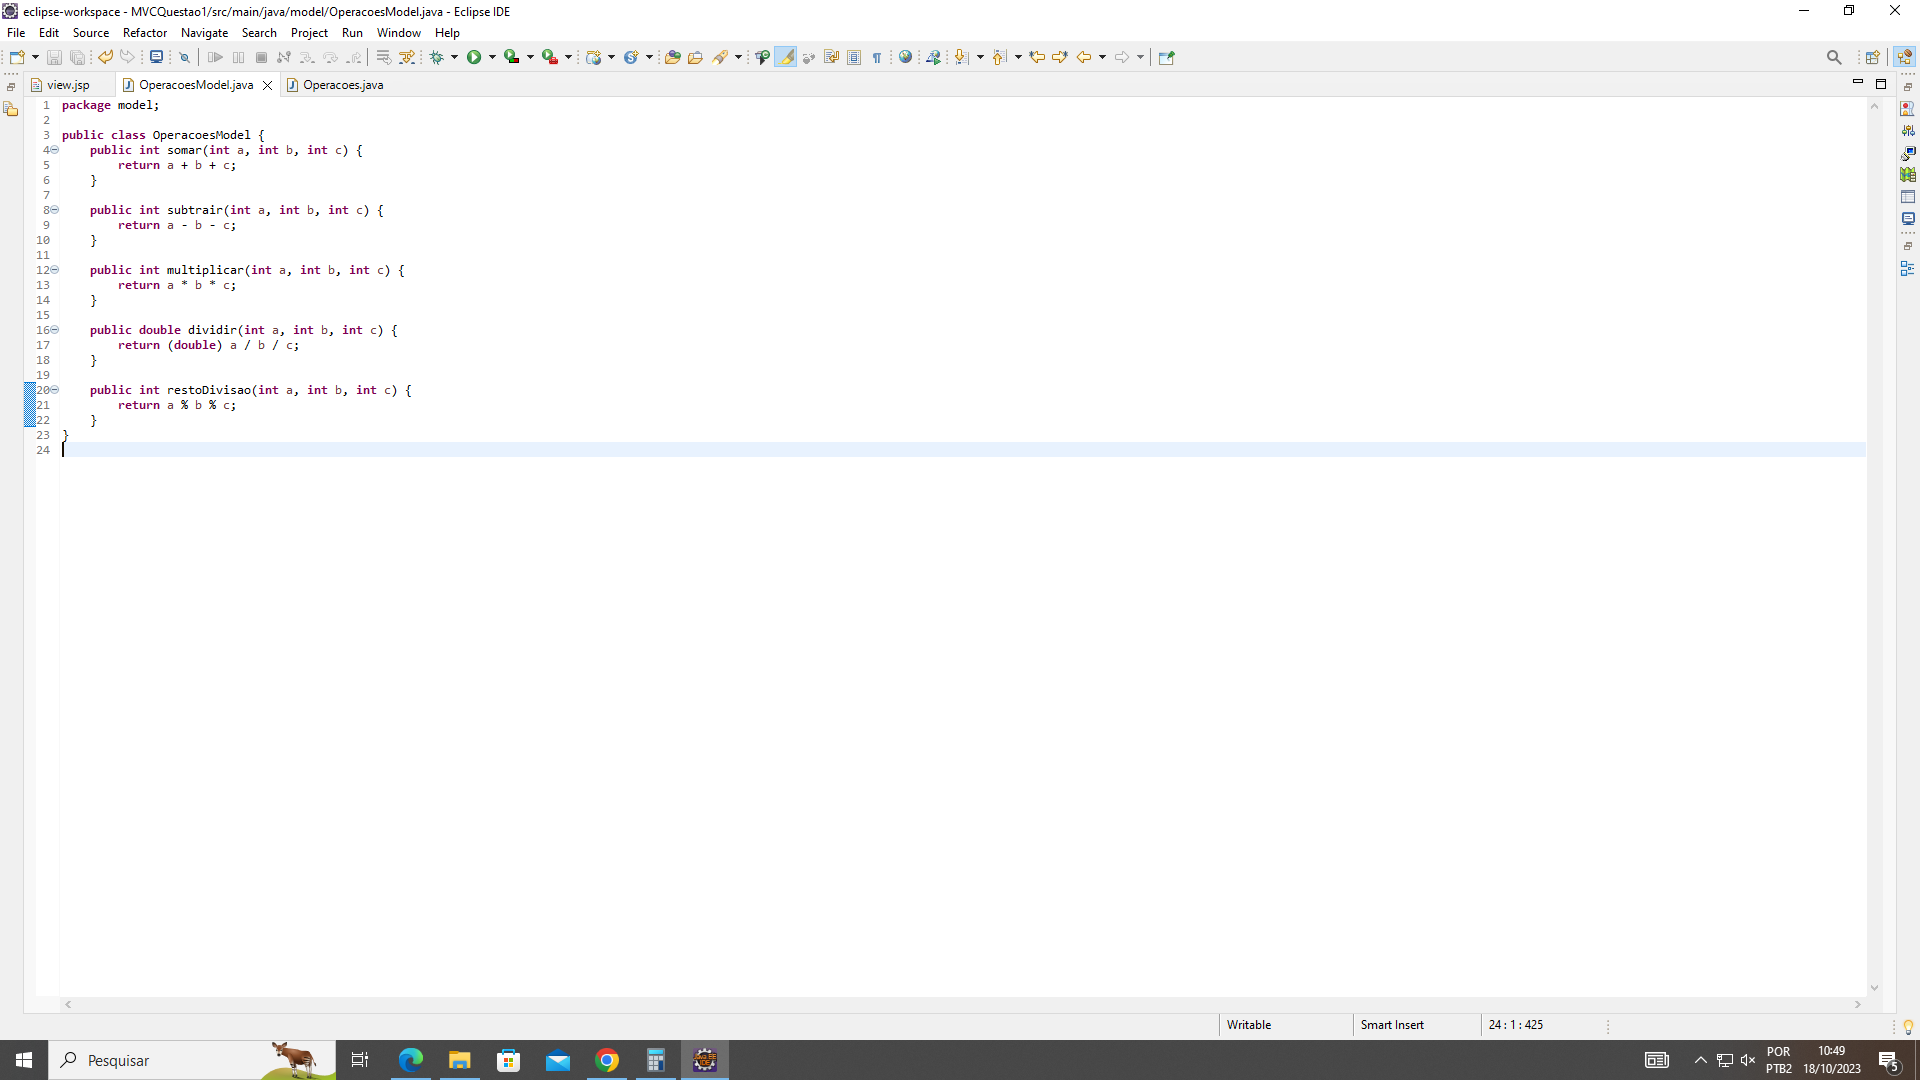 eclipse-workspace - MVCQuestao1/src/main/java/model/OperacoesModel.java - Eclipse IDE
File Edit Source Refactor Navigate Search Project Run Window Help
view.jsp OperacoesModel.java Operacoes.java
1 package model;
2
3 public class OperacoesModel {
4 public int somar(int a, int b, int c) {
5 return a + b + c;
6 }
7
8 public int subtrair(int a, int b, int c) {
9 return a - b - c;
10 }
11
12 public int multiplicar(int a, int b, int c) {
13 return a * b * c;
14 }
15
16 public double dividir(int a, int b, int c) {
17 return (double) a / b / c;
18 }
19
20 public int restoDivisao(int a, int b, int c) {
21 return a % b % c;
22 }
23 }
24
Writable Smart Insert 24 : 1 : 425
Pesquisar
POR 10:49
PTB2 18/10/2023 5